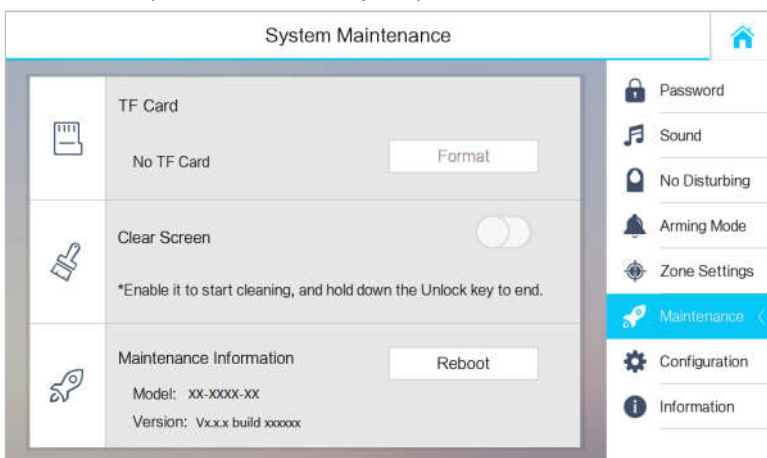 System Maintenance
TF Card
No TF Card
Format
Clear Screen
*Enable it to start cleaning, and hold down the Unlock key to end.
Maintenance Information
Reboot
Model: XX-XXXX-XX
Version: Vx.x.x build xxxxxx
Password
Sound
No Disturbing
Arming Mode
Zone Settings
Maintenance
Configuration
Information